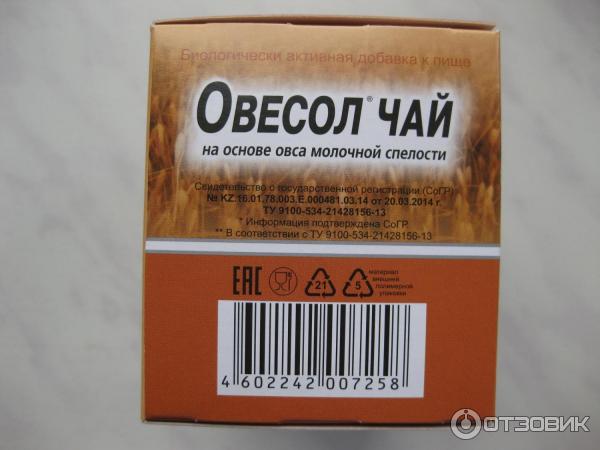 Биологически активная добавка к пище
ОВЕСОЛ® ЧАЙ
на основе овса молочной спелости
Свидетельство о государственной регистрации (СоГР)
№ KZ.16.01.78.003.Е.000481.03.14 от 20.03.2014 г.
ТУ 9100-534-21428156-13
* Информация подтверждена СоГР
** В соответствии с ТУ 9100-534-21428156-13
ЕАС
21
5
материал
внешней
полимерной
упаковки
4 602242 007258
ОТЗОВИК